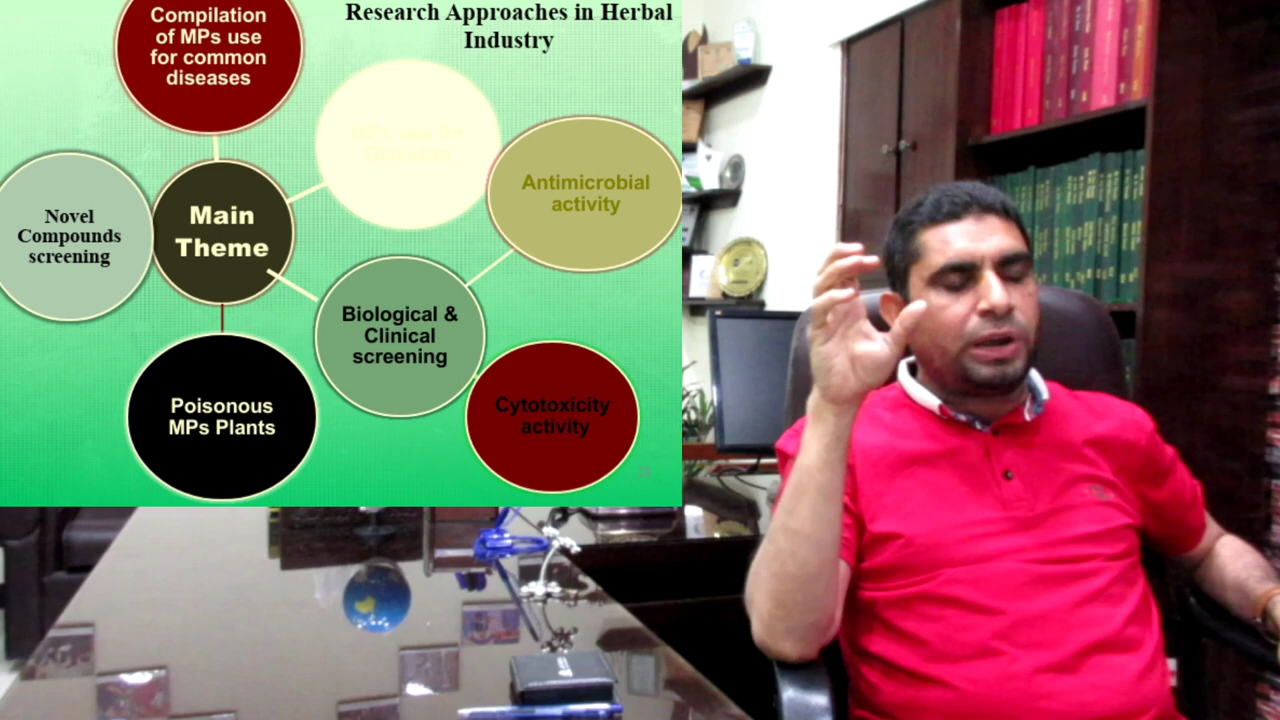 Research Approaches in Herbal
Industry
Compilation
of MPs use
for common
diseases
Antimicrobial
activity
Main
Theme
Novel
Compounds
screening
Biological &
Clinical
screening
Poisonous
MPs Plants
Cytotoxicity
activity